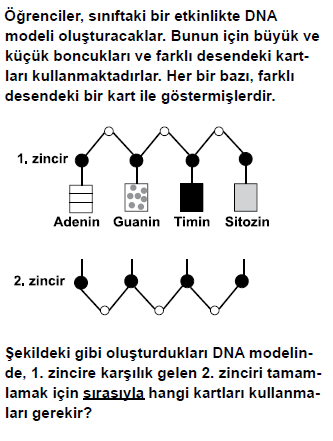 Öğrenciler, sınıftaki bir etkinlikte DNA
modeli oluşturacaklar. Bunun için büyük ve
küçük boncukları ve farklı desendeki kart-
ları kullanmaktadırlar. Her bir bazı, farklı
desendeki bir kart ile göstermişlerdir.
1. zincir
Adenin Guanin Timin Sitozin
2. zincir
Şekildeki gibi oluşturdukları DNA modelin-
de, 1. zincire karşılık gelen 2. zinciri tamam-
lamak için sırasıyla hangi kartları kullanma-
ları gerekir?